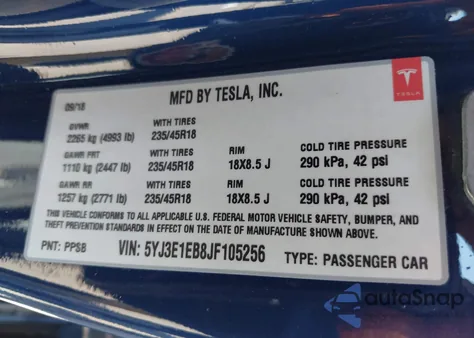 MFD BY TESLA, INC.
TESLA
09/18
GVWR WITH TIRES
2265 kg (4993 lb) 235/45R18
GAWR FRT WITH TIRES RIM COLD TIRE PRESSURE
1110 kg (2447 lb) 235/45R18 18X8.5 J 290 kPa, 42 psi
GAWR RR WITH TIRES RIM COLD TIRE PRESSURE
1257 kg (2771 lb) 235/45R18 18X8.5 J 290 kPa, 42 psi
THIS VEHICLE CONFORMS TO ALL APPLICABLE U.S. FEDERAL MOTOR VEHICLE SAFETY, BUMPER, AND
THEFT PREVENTION STANDARDS IN EFFECT ON THE DATE OF MANUFACTURE SHOWN ABOVE.
PNT: PPSB VIN: 5YJ3E1EB8JF105256 TYPE: PASSENGER CAR
autoSnap